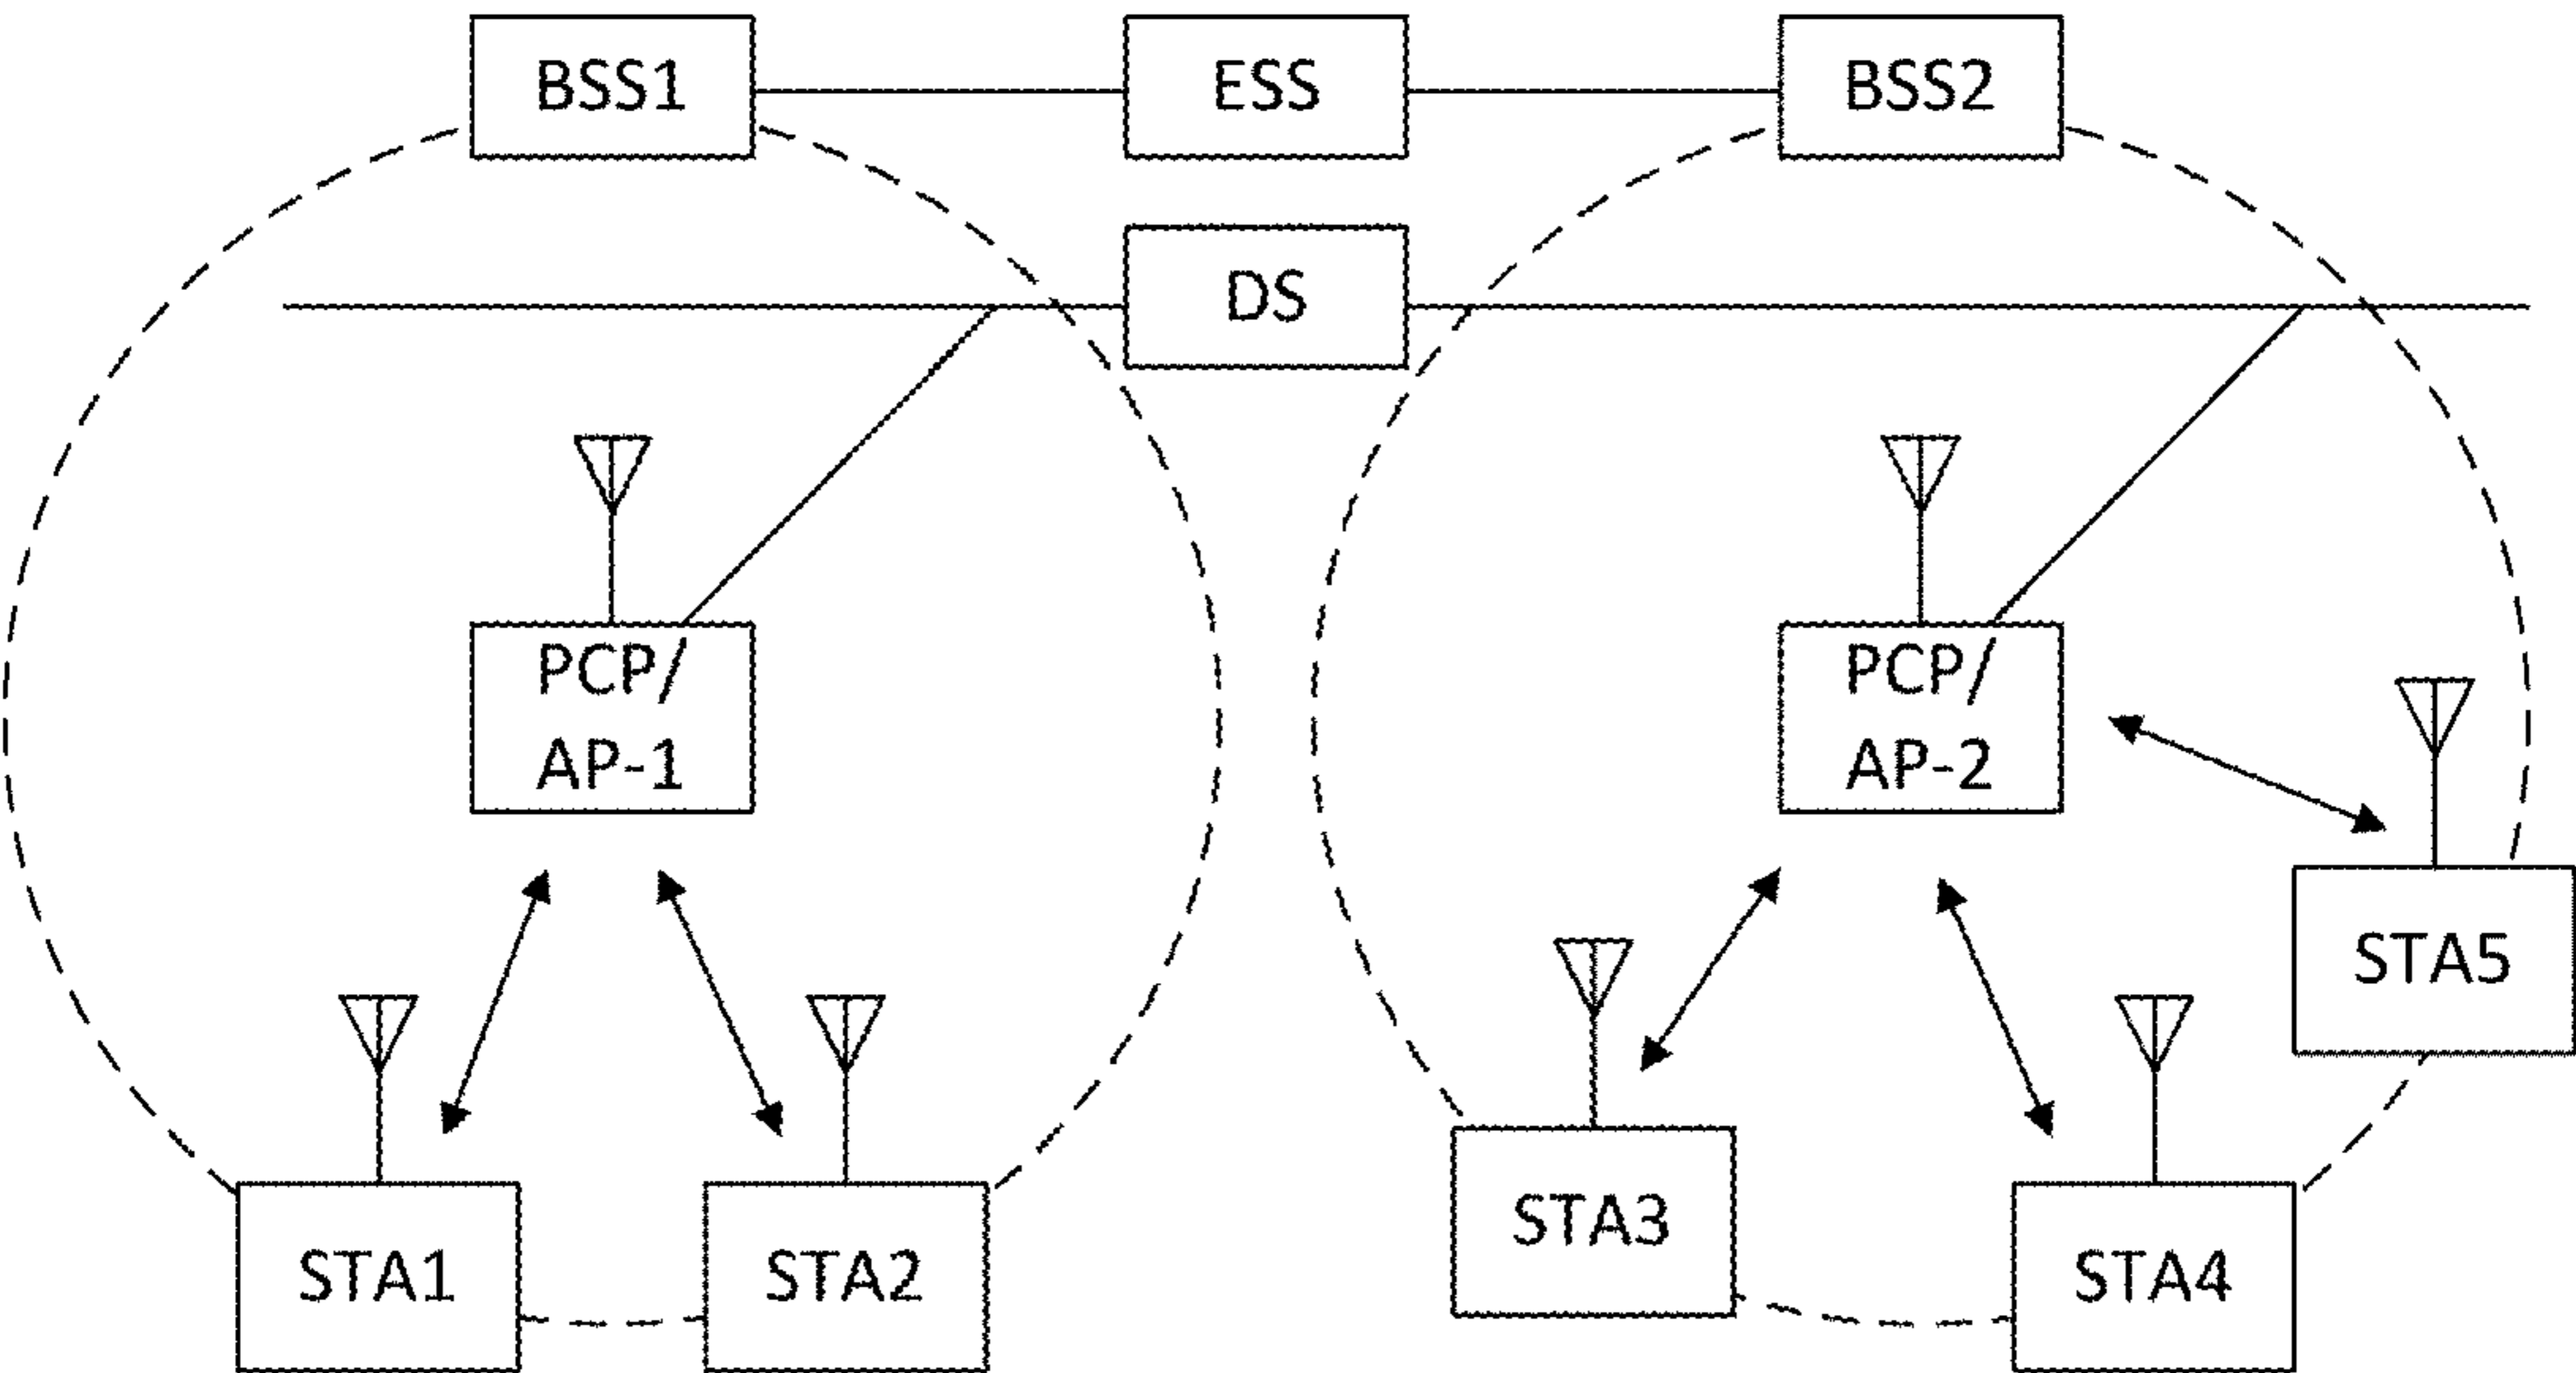 BSS1
ESS
BSS2
DS
PCP/
AP-1
PCP/
AP-2
STA5
STA3
STA1
STA2
STA4